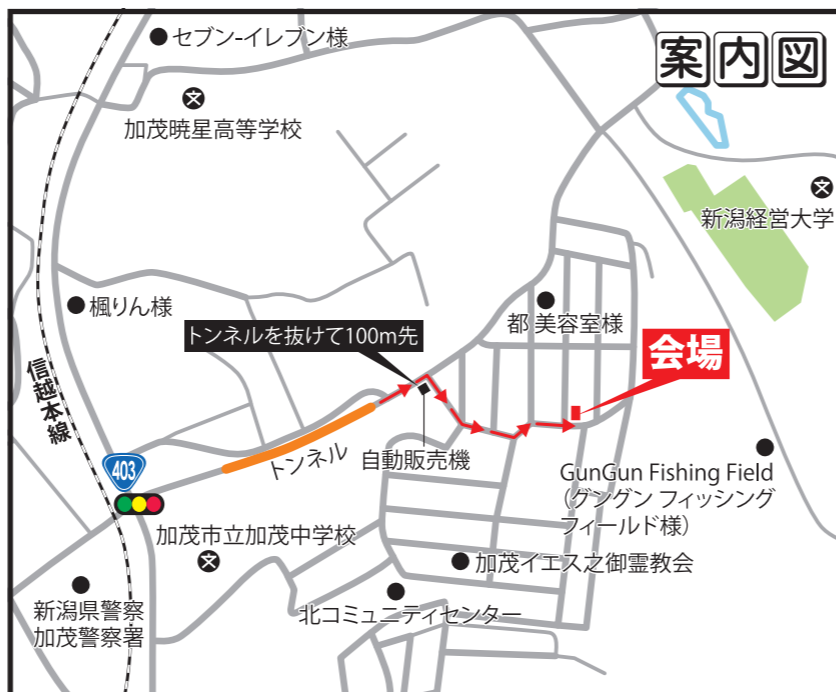 案内図
セブン-イレブン様
加茂暁星高等学校
文
文
新潟経営大学
楓りん様
都 美容室様
トンネルを抜けて100m先
会場
信越本線
403
トンネル
自動販売機
GunGun Fishing Field
(グングン フィッシング
フィールド様)
加茂市立加茂中学校
文
加茂イエス之御霊教会
新潟県警察
加茂警察署
北コミュニティセンター